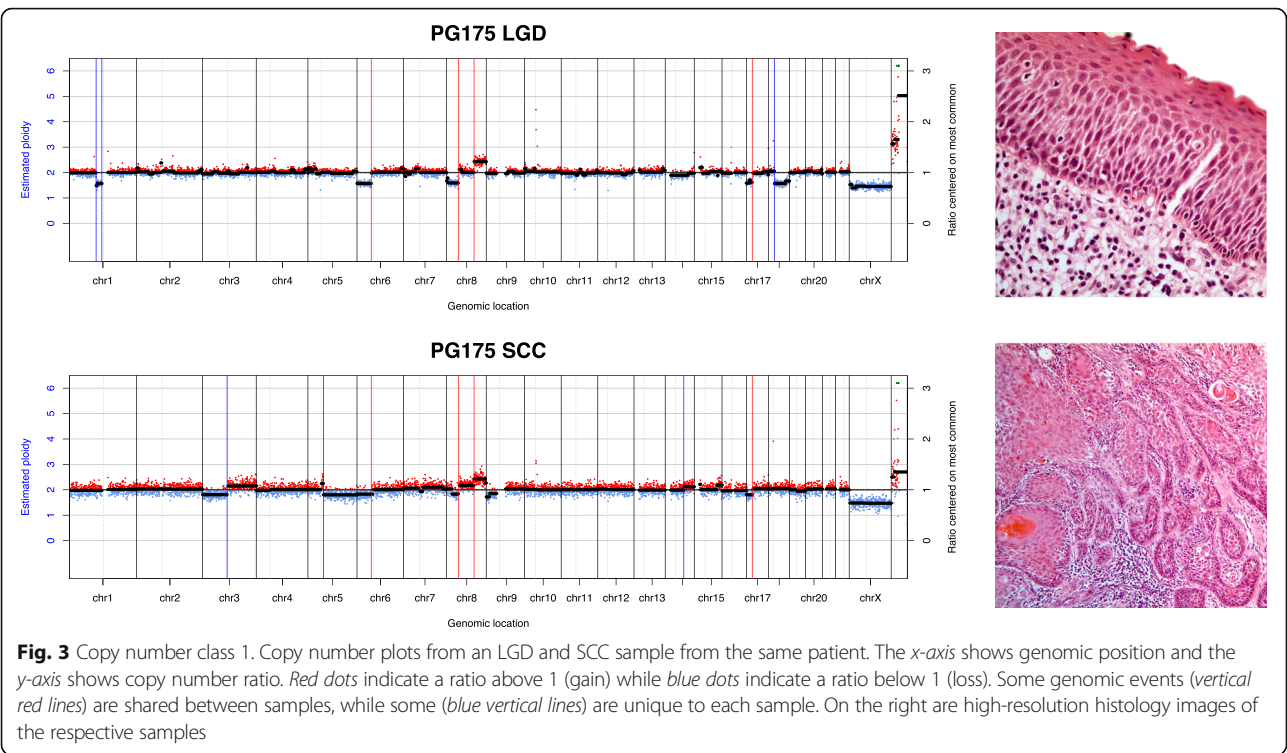 PG175 LGD
6
5
4
3
2
1
0
Estimated ploidy
3
2
1
0
Ratio centered on most common
chr1 chr2 chr3 chr4 chr5 chr6 chr7 chr8 chr9 chr10 chr11 chr12 chr13 chr15 chr17 chr20 chrX
Genomic location
PG175 SCC
6
5
4
3
2
1
0
Estimated ploidy
3
2
1
0
Ratio centered on most common
chr1 chr2 chr3 chr4 chr5 chr6 chr7 chr8 chr9 chr10 chr11 chr12 chr13 chr15 chr17 chr20 chrX
Genomic location
Fig. 3 Copy number class 1. Copy number plots from an LGD and SCC sample from the same patient. The x-axis shows genomic position and the
y-axis shows copy number ratio. Red dots indicate a ratio above 1 (gain) while blue dots indicate a ratio below 1 (loss). Some genomic events (vertical
red lines) are shared between samples, while some (blue vertical lines) are unique to each sample. On the right are high-resolution histology images of
the respective samples